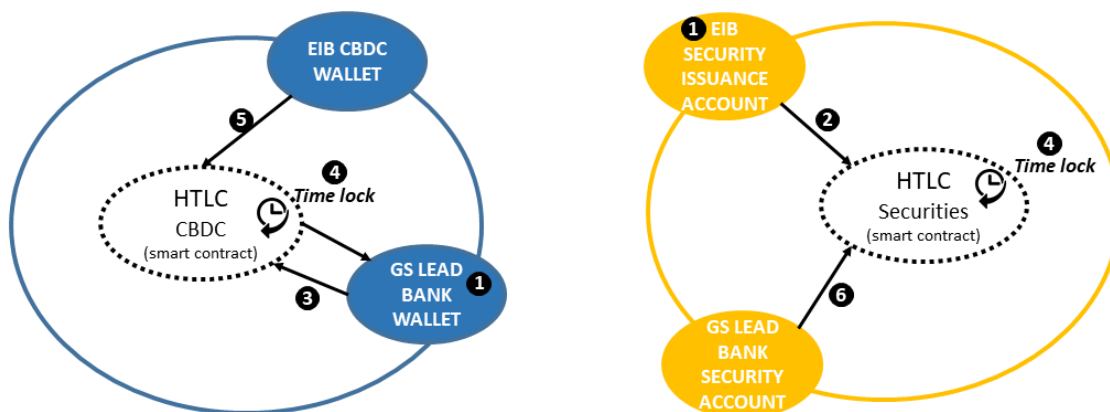 EIB CBDC
WALLET
5
4
Time lock
HTLC
CBDC
(smart contract)
GS LEAD
BANK
WALLET
1
3
1 EIB
SECURITY
ISSUANCE
ACCOUNT
2
4
Time lock
HTLC
Securities
(smart contract)
6
GS LEAD
BANK
SECURITY
ACCOUNT